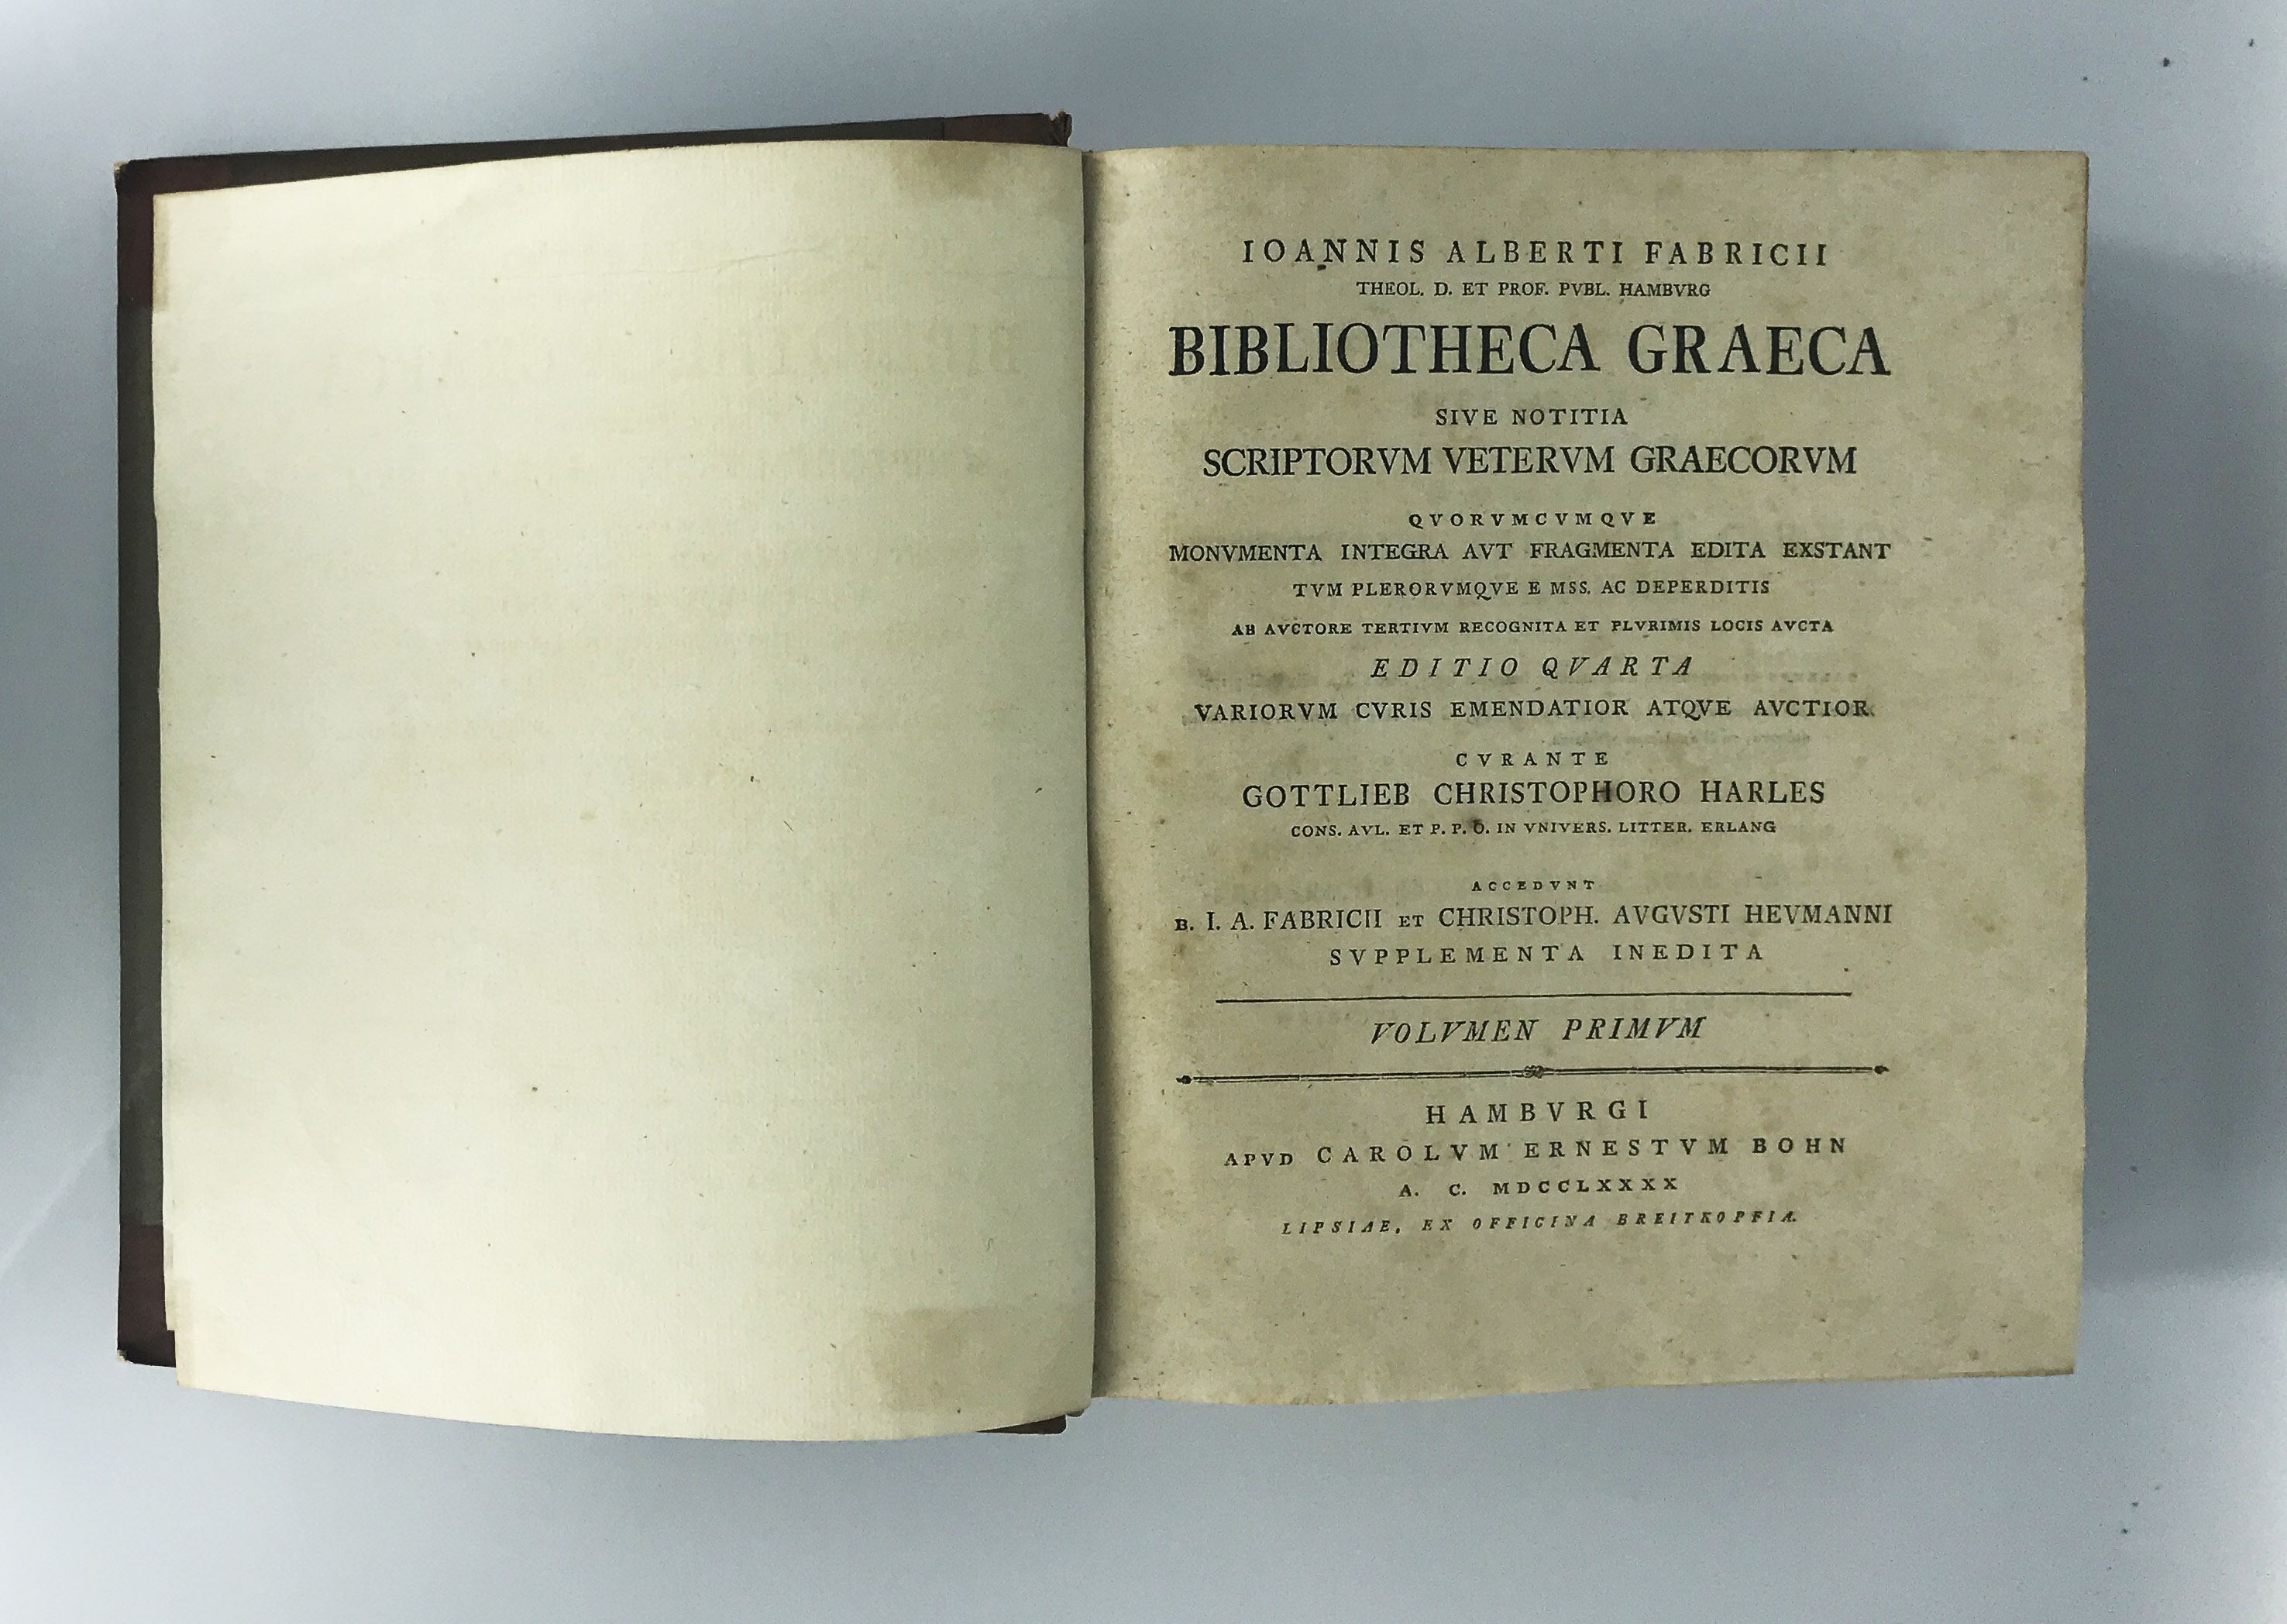 IOANNIS ALBERTI FABRICII
THEOL. D. ET PROF. PVBL. HAMBVRG
BIBLIOTHECA GRAECA
SIVE NOTITIA
SCRIPTORVM VETERVM GRAECORVM
QVORVMCVMQVE
MONVMENTA INTEGRA AVT FRAGMENTA EDITA EXSTANT
TVM PLERORVMQVE E MSS. AC DEPERDITIS
AB AVCTORE TERTIVM RECOGNITA ET PLVRIMIS LOCIS AVCTA
EDITIO QVARTA
VARIORVM CVRIS EMENDATIOR ATQVE AVCTIOR
CVRANTE
GOTTLIEB CHRISTOPHORO HARLES
CONS. AVL. ET P. P. O. IN VNIVERS. LITTER. ERLANG
ACCEDVNT
B. I. A. FABRICII ET CHRISTOPH. AVGVSTI HEVMANNI
SVPPLEMENTA INEDITA
VOLVMEN PRIMVM
HAMBVRGI
APVD CAROLVM ERNESTVM BOHN
A. C. MDCCLXXXX
LIPSIAE, EX OFFICINA BREITKOPFIA.